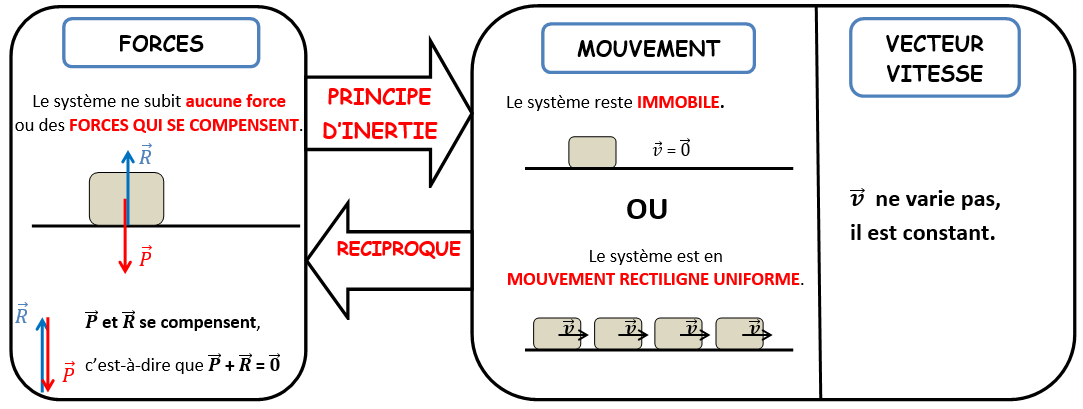 FORCES
Le système ne subit aucune force
ou des FORCES QUI SE COMPENSENT.
R⃗
P⃗
R⃗
P⃗
P⃗ et R⃗ se compensent,
c'est-à-dire que P⃗ + R⃗ = 0⃗
PRINCIPE
D'INERTIE
RECIPROQUE
MOUVEMENT
Le système reste IMMOBILE.
v⃗ = 0⃗
OU
Le système est en
MOUVEMENT RECTILIGNE UNIFORME.
v⃗ v⃗ v⃗ v⃗
VECTEUR
VITESSE
v⃗ ne varie pas,
il est constant.